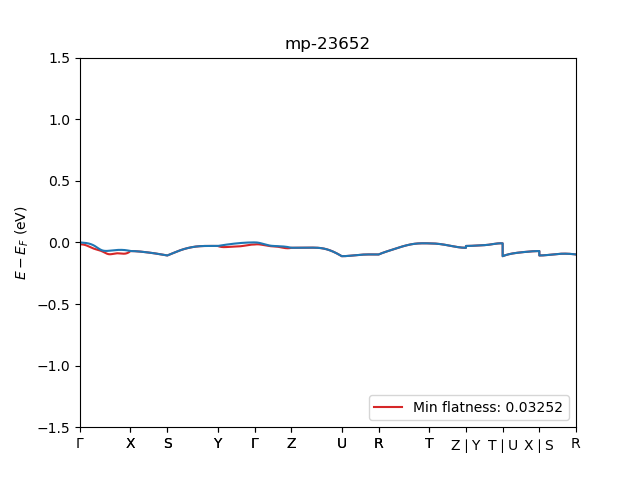 mp-23652
1.5
1.0
0.5
0.0
−0.5
−1.0
−1.5
E − E_F (eV)
Min flatness: 0.03252
Γ X S Y Γ Z U R T Z | Y T | U X | S R